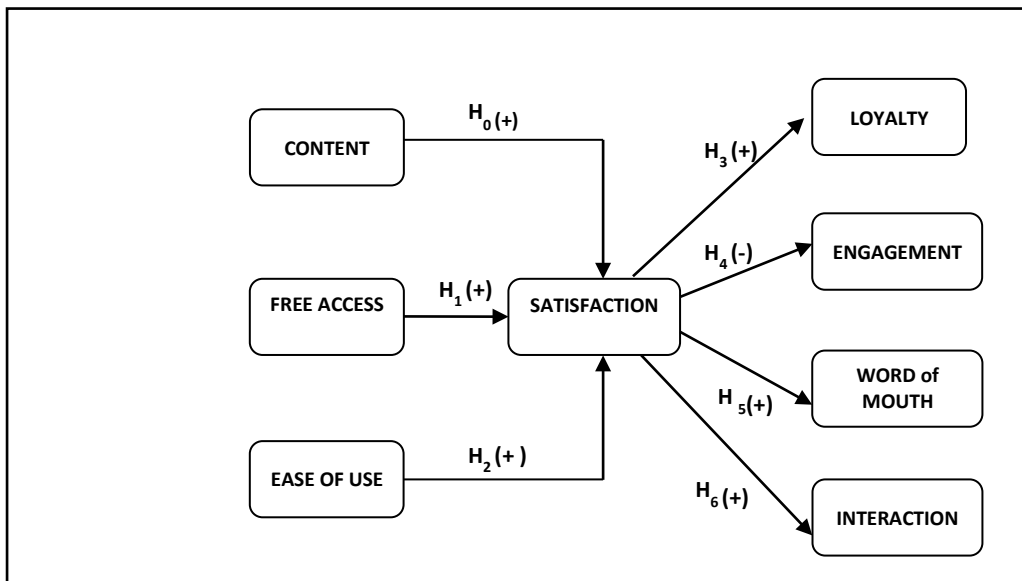 H0 (+)
CONTENT
H1 (+)
FREE ACCESS
H2 (+ )
EASE OF USE
SATISFACTION
H3 (+)
LOYALTY
H4 (-)
ENGAGEMENT
H 5(+)
WORD of
MOUTH
H6 (+)
INTERACTION